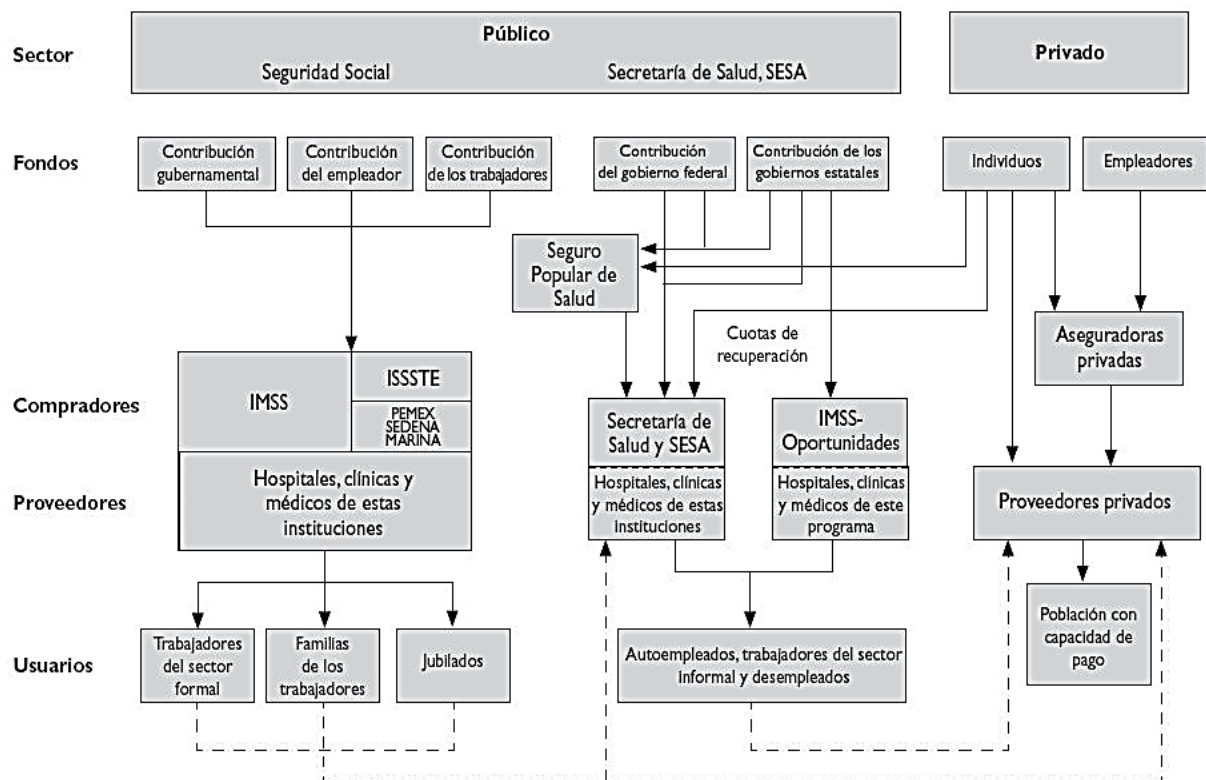 Sector
Público
Seguridad Social
Secretaría de Salud, SESA
Privado
Fondos
Contribución
gubernamental
Contribución
del empleador
Contribución
de los trabajadores
Contribución
del gobierno federal
Contribución de los
gobiernos estatales
Individuos
Empleadores
Seguro
Popular de
Salud
Cuotas de
recuperación
Aseguradoras
privadas
Compradores
IMSS
ISSSTE
PEMEX
SEDENA
MARINA
Secretaría de
Salud y SESA
IMSS-
Oportunidades
Proveedores
Hospitales, clínicas y
médicos de estas
instituciones
Hospitales, clínicas
y médicos de estas
instituciones
Hospitales, clínicas
y médicos de este
programa
Proveedores privados
Usuarios
Trabajadores
del sector
formal
Familias
de los
trabajadores
Jubilados
Autoempleados, trabajadores del sector
informal y desempleados
Población con
capacidad de
pago